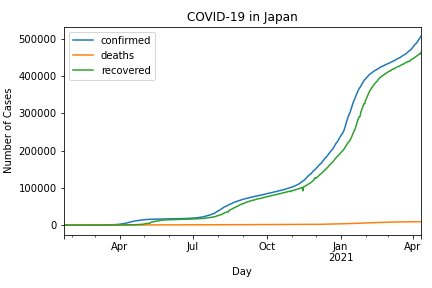 COVID-19 in Japan
confirmed
deaths
recovered
Number of Cases
500000
400000
300000
200000
100000
0
Apr
Jul
Oct
Jan
2021
Apr
Day